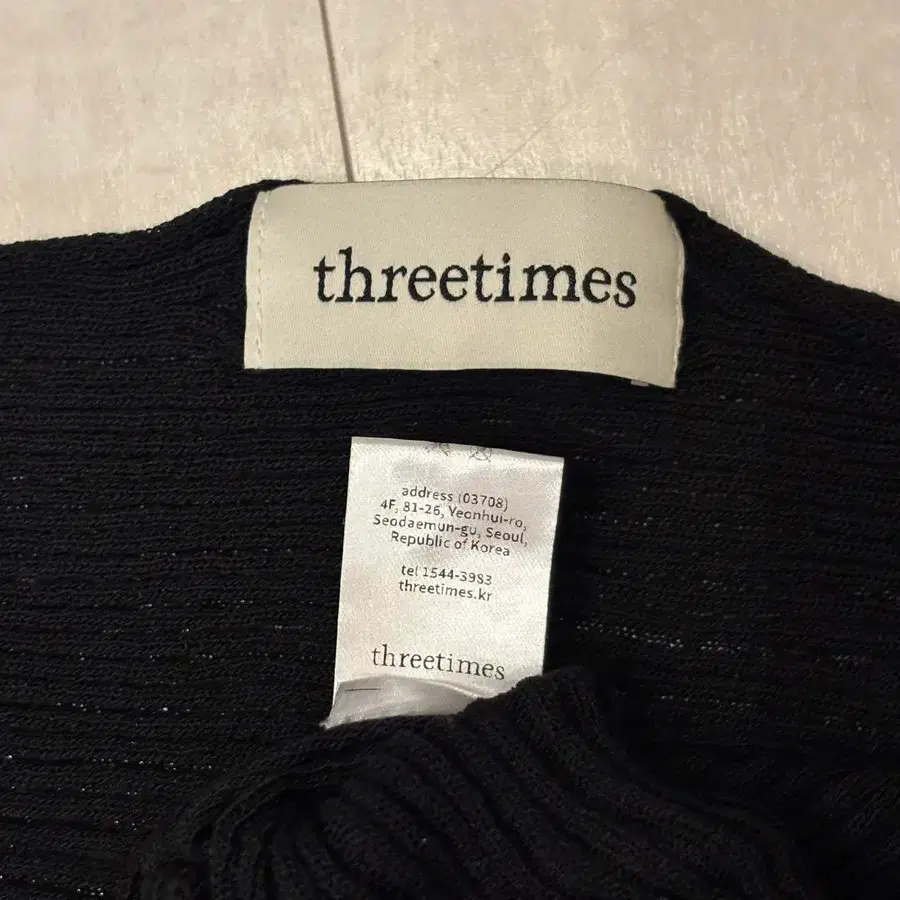 threetimes
address (03708)
4F, 81-26, Yeonhui-ro,
Seodaemun-gu, Seoul,
Republic of Korea
tel 1544-3983
threetimes.kr
threetimes